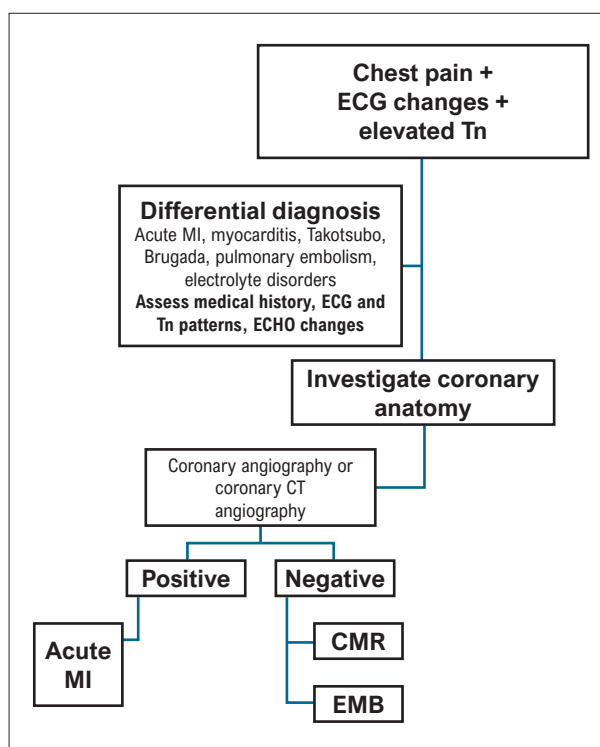 Chest pain +
ECG changes +
elevated Tn
Differential diagnosis
Acute MI, myocarditis, Takotsubo,
Brugada, pulmonary embolism,
electrolyte disorders
Assess medical history, ECG and
Tn patterns, ECHO changes
Investigate coronary
anatomy
Coronary angiography or
coronary CT
angiography
Positive
Negative
Acute
MI
CMR
EMB